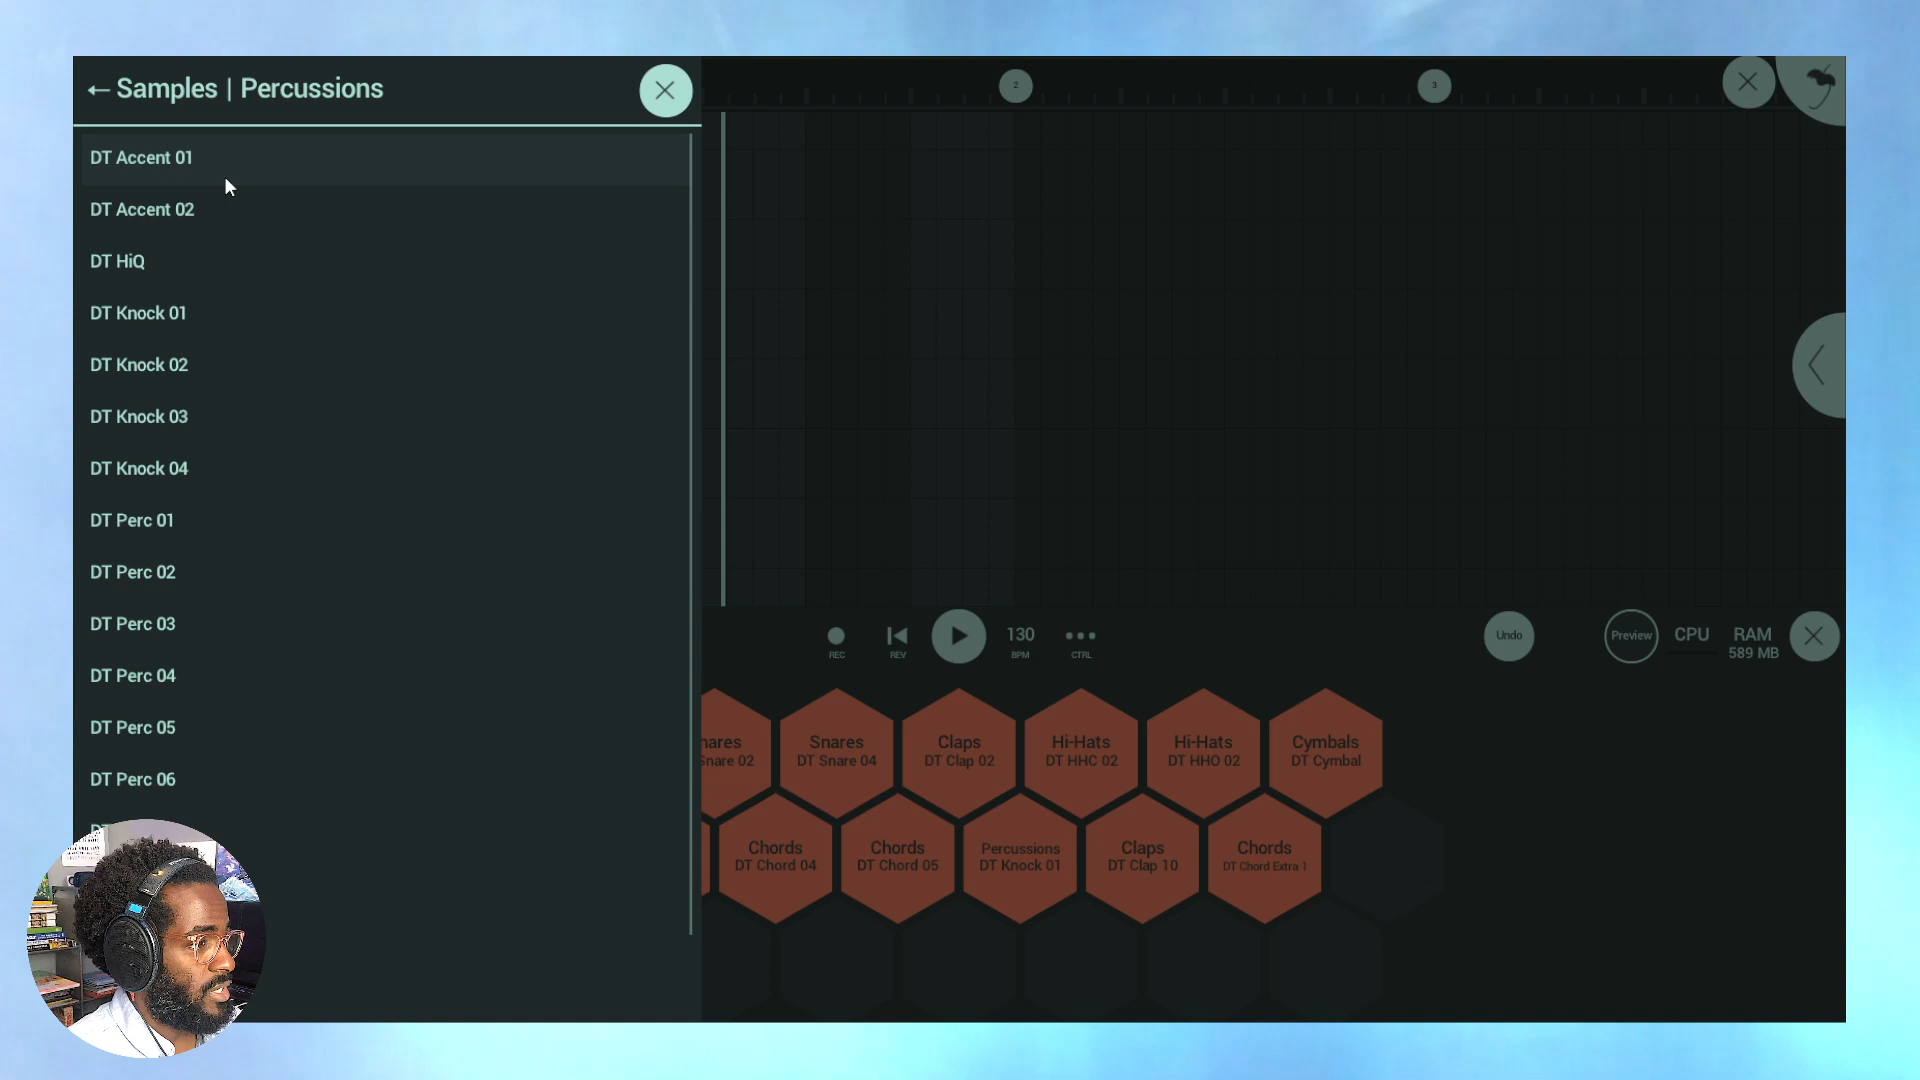 ← Samples | Percussions
DT Accent 01
DT Accent 02
DT HiQ
DT Knock 01
DT Knock 02
DT Knock 03
DT Knock 04
DT Perc 01
DT Perc 02
DT Perc 03
DT Perc 04
DT Perc 05
DT Perc 06
2
3
REC
REV
130
BPM
CTRL
Undo
Preview
CPU
RAM
589 MB
nares
Snare 02
Snares
DT Snare 04
Claps
DT Clap 02
Hi-Hats
DT HHC 02
Hi-Hats
DT HHO 02
Cymbals
DT Cymbal
Chords
DT Chord 04
Chords
DT Chord 05
Percussions
DT Knock 01
Claps
DT Clap 10
Chords
DT Chord Extra 1